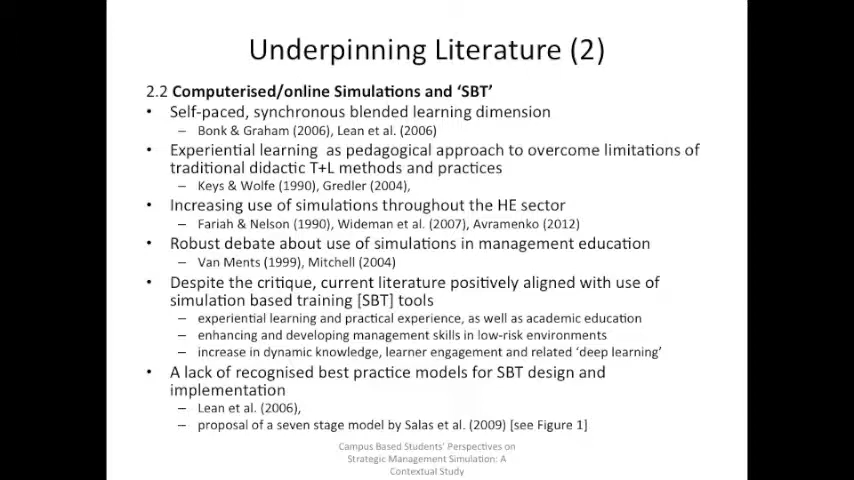 Underpinning Literature (2)
2.2 Computerised/online Simulations and ‘SBT’
• Self-paced, synchronous blended learning dimension
– Bonk & Graham (2006), Lean et al. (2006)
• Experiential learning as pedagogical approach to overcome limitations of
traditional didactic T+L methods and practices
– Keys & Wolfe (1990), Gredler (2004),
• Increasing use of simulations throughout the HE sector
– Fariah & Nelson (1990), Wideman et al. (2007), Avramenko (2012)
• Robust debate about use of simulations in management education
– Van Ments (1999), Mitchell (2004)
• Despite the critique, current literature positively aligned with use of
simulation based training [SBT] tools
– experiential learning and practical experience, as well as academic education
– enhancing and developing management skills in low-risk environments
– increase in dynamic knowledge, learner engagement and related ‘deep learning’
• A lack of recognised best practice models for SBT design and
implementation
– Lean et al. (2006),
– proposal of a seven stage model by Salas et al. (2009) [see Figure 1]
Campus Based Students' Perspectives on
Strategic Management Simulation: A
Contextual Study